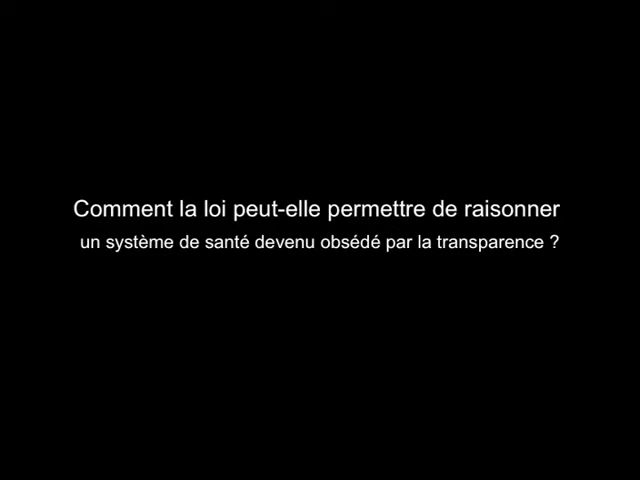 Comment la loi peut-elle permettre de raisonner
un système de santé devenu obsédé par la transparence ?